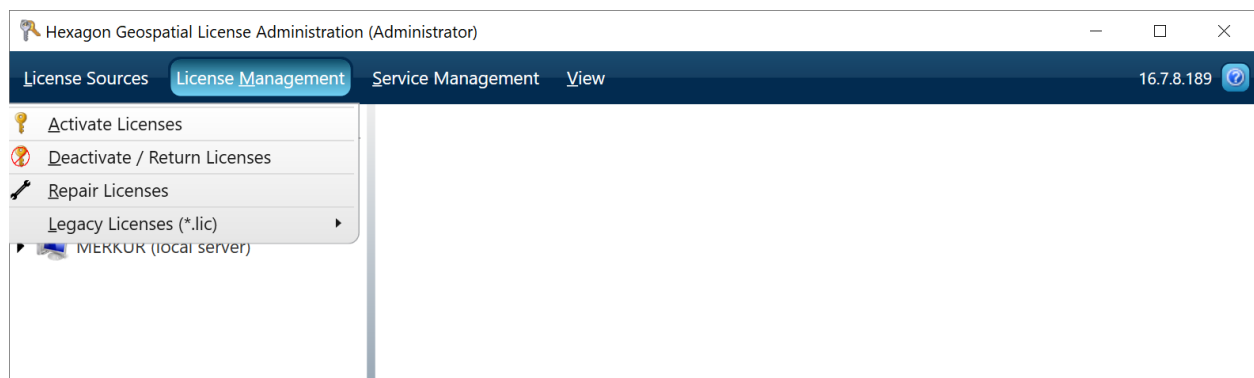 Hexagon Geospatial License Administration (Administrator)
License Sources License Management Service Management View 16.7.8.189
Activate Licenses
Deactivate / Return Licenses
Repair Licenses
Legacy Licenses (*.lic)
MERKUR (local server)